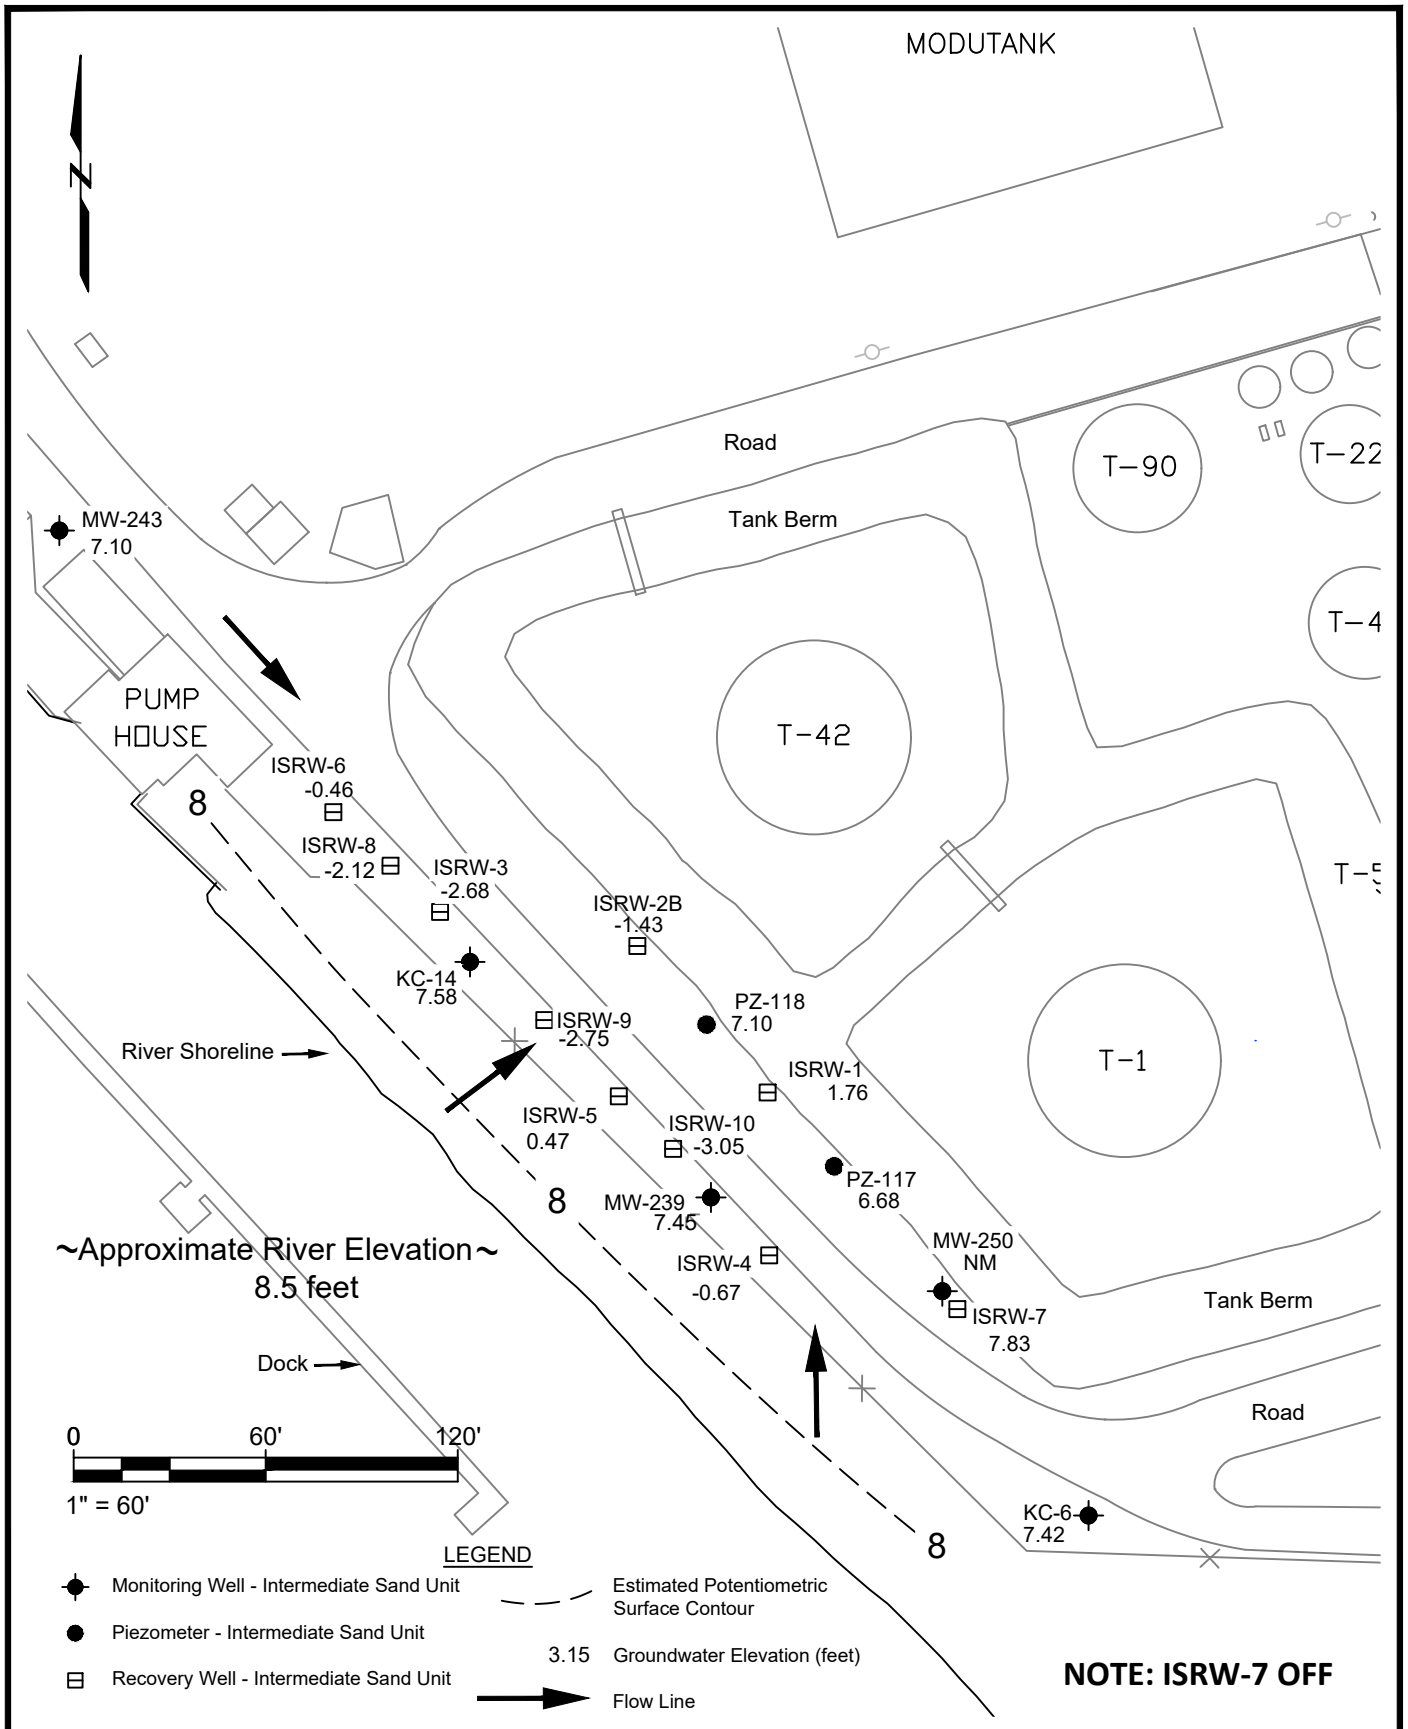 MODUTANK
N
Road
T-90
T-22
MW-243
7.10
Tank Berm
T-4
PUMP
HOUSE
T-42
ISRW-6
-0.46
8
ISRW-8
-2.12
ISRW-3
-2.68
T-5
ISRW-2B
-1.43
KC-14
7.58
PZ-118
7.10
ISRW-9
-2.75
River Shoreline
T-1
ISRW-1
1.76
ISRW-5
0.47
ISRW-10
-3.05
PZ-117
6.68
8
MW-239
7.45
~Approximate River Elevation~
8.5 feet
MW-250
NM
ISRW-4
-0.67
Tank Berm
ISRW-7
7.83
Dock
Road
0 60' 120'
1" = 60'
KC-6
7.42
8
LEGEND
Monitoring Well - Intermediate Sand Unit
Piezometer - Intermediate Sand Unit
Recovery Well - Intermediate Sand Unit
Estimated Potentiometric
Surface Contour
3.15 Groundwater Elevation (feet)
Flow Line
NOTE: ISRW-7 OFF